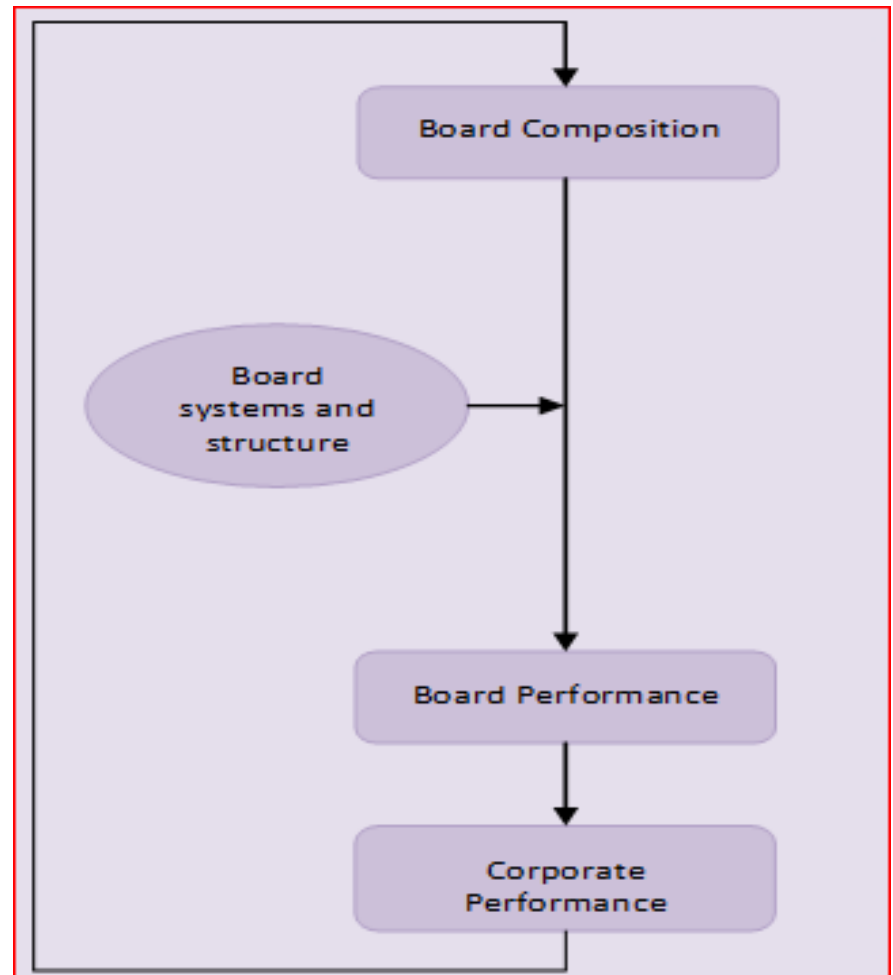 Board Composition
Board
systems and
structure
Board Performance
Corporate
Performance